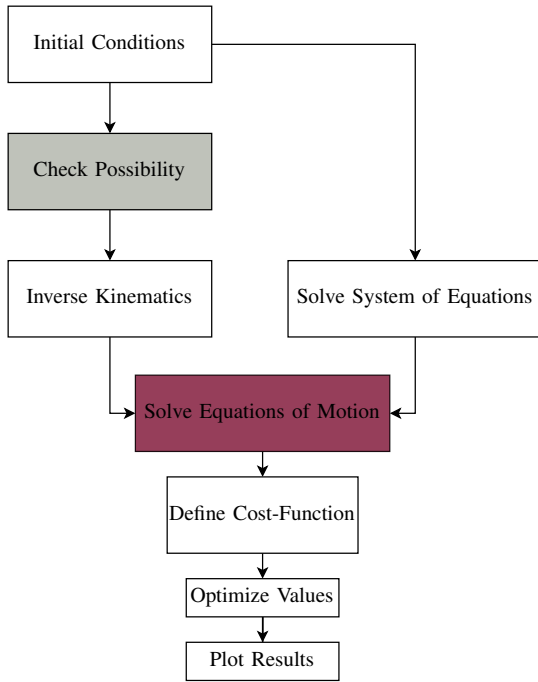 Initial Conditions
Check Possibility
Inverse Kinematics
Solve System of Equations
Solve Equations of Motion
Define Cost-Function
Optimize Values
Plot Results